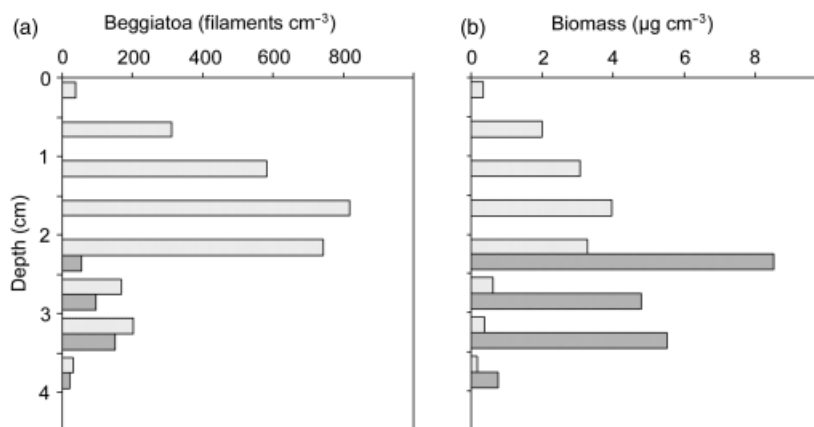 (a) Beggiatoa (filaments cm⁻³)
0 200 400 600 800
Depth (cm)
0
1
2
3
4
(b) Biomass (µg cm⁻³)
0 2 4 6 8